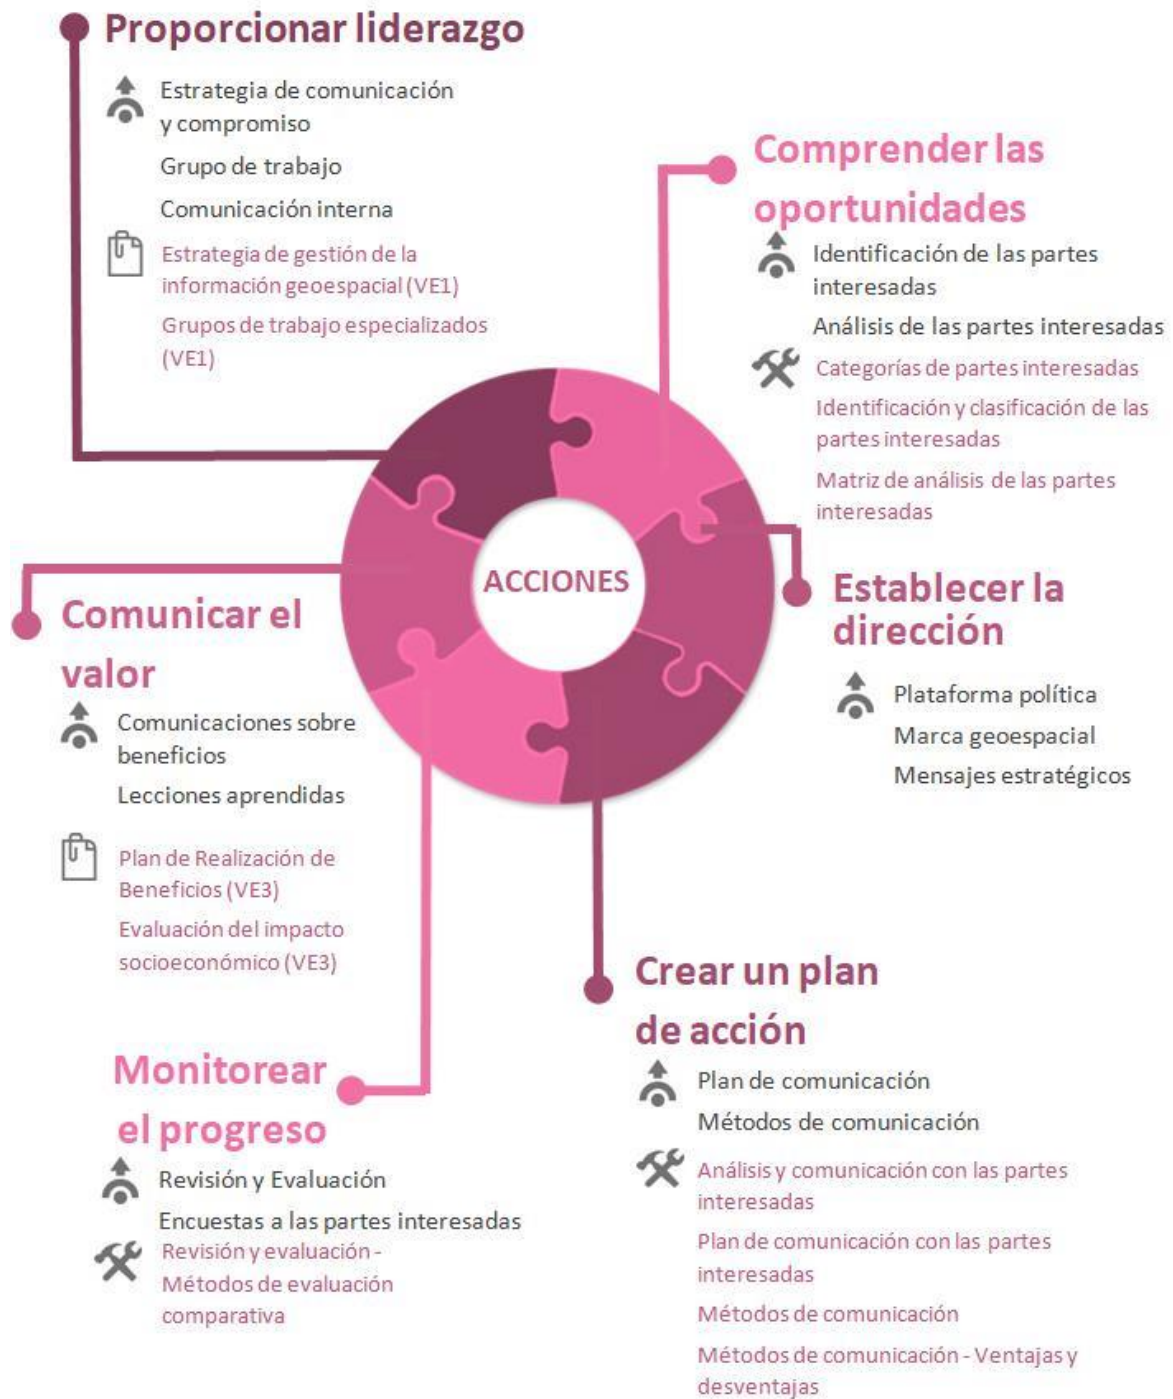 Proporcionar liderazgo
Estrategia de comunicación
y compromiso
Grupo de trabajo
Comunicación interna
Estrategia de gestión de la
información geoespacial (VE1)
Grupos de trabajo especializados
(VE1)
Comprender las
oportunidades
Identificación de las partes
interesadas
Análisis de las partes interesadas
Categorías de partes interesadas
Identificación y clasificación de las
partes interesadas
Matriz de análisis de las partes
interesadas
ACCIONES
Establecer la
dirección
Plataforma política
Marca geoespacial
Mensajes estratégicos
Comunicar el
valor
Comunicaciones sobre
beneficios
Lecciones aprendidas
Plan de Realización de
Beneficios (VE3)
Evaluación del impacto
socioeconómico (VE3)
Crear un plan
de acción
Plan de comunicación
Métodos de comunicación
Análisis y comunicación con las partes
interesadas
Plan de comunicación con las partes
interesadas
Métodos de comunicación
Métodos de comunicación - Ventajas y
desventajas
Monitorear
el progreso
Revisión y Evaluación
Encuestas a las partes interesadas
Revisión y evaluación -
Métodos de evaluación
comparativa